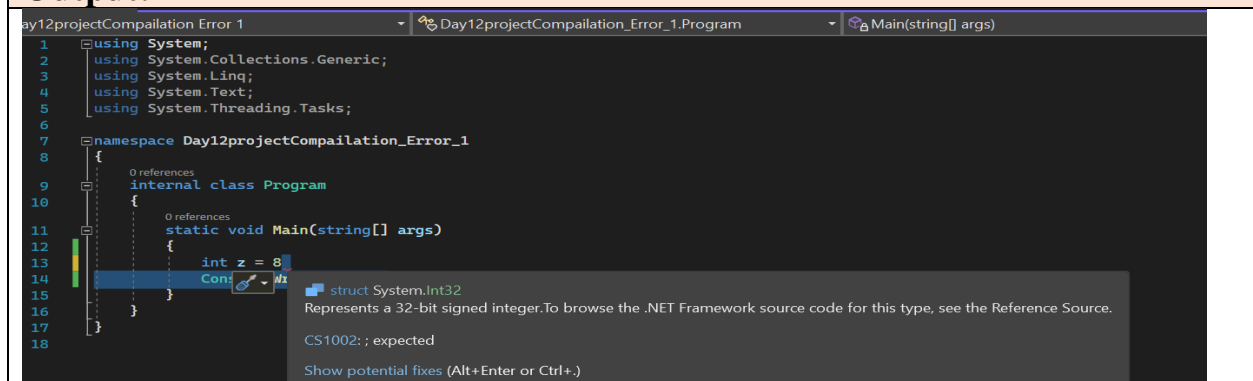 ay12projectCompailation Error 1 Day12projectCompailation_Error_1.Program Main(string[] args)
1 using System;
2 using System.Collections.Generic;
3 using System.Linq;
4 using System.Text;
5 using System.Threading.Tasks;
6
7 namespace Day12projectCompailation_Error_1
8 {
0 references
9 internal class Program
10 {
0 references
11 static void Main(string[] args)
12 {
13 int z = 8
14 Cons Wr
15 }
16 }
17 }
18
struct System.Int32
Represents a 32-bit signed integer.To browse the .NET Framework source code for this type, see the Reference Source.
CS1002: ; expected
Show potential fixes (Alt+Enter or Ctrl+.)